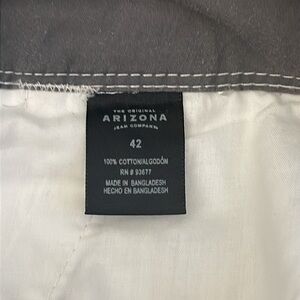 THE ORIGINAL
ARIZONA
JEAN COMPANY
42
100% COTTON/ALGODÓN
RN # 93677
MADE IN BANGLADESH
HECHO EN BANGLADESH